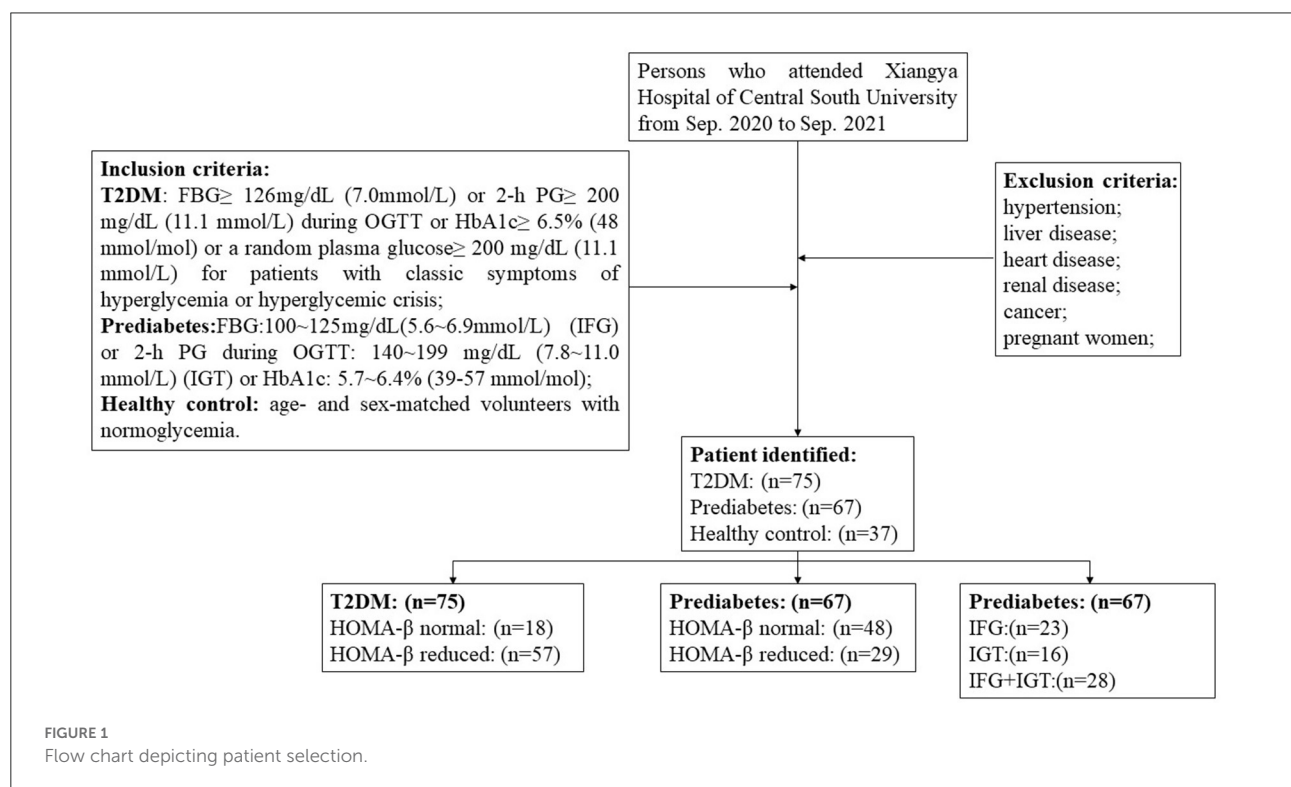 Persons who attended Xiangya
Hospital of Central South University
from Sep. 2020 to Sep. 2021
Inclusion criteria:
T2DM: FBG≥ 126mg/dL (7.0mmol/L) or 2-h PG≥ 200
mg/dL (11.1 mmol/L) during OGTT or HbA1c≥ 6.5% (48
mmol/mol) or a random plasma glucose≥ 200 mg/dL (11.1
mmol/L) for patients with classic symptoms of
hyperglycemia or hyperglycemic crisis;
Prediabetes:FBG:100~125mg/dL(5.6~6.9mmol/L) (IFG)
or 2-h PG during OGTT: 140~199 mg/dL (7.8~11.0
mmol/L) (IGT) or HbA1c: 5.7~6.4% (39-57 mmol/mol);
Healthy control: age- and sex-matched volunteers with
normoglycemia.
Exclusion criteria:
hypertension;
liver disease;
heart disease;
renal disease;
cancer;
pregnant women;
Patient identified:
T2DM: (n=75)
Prediabetes: (n=67)
Healthy control: (n=37)
T2DM: (n=75)
HOMA-β normal: (n=18)
HOMA-β reduced: (n=57)
Prediabetes: (n=67)
HOMA-β normal: (n=48)
HOMA-β reduced: (n=29)
Prediabetes: (n=67)
IFG:(n=23)
IGT:(n=16)
IFG+IGT:(n=28)
FIGURE 1
Flow chart depicting patient selection.